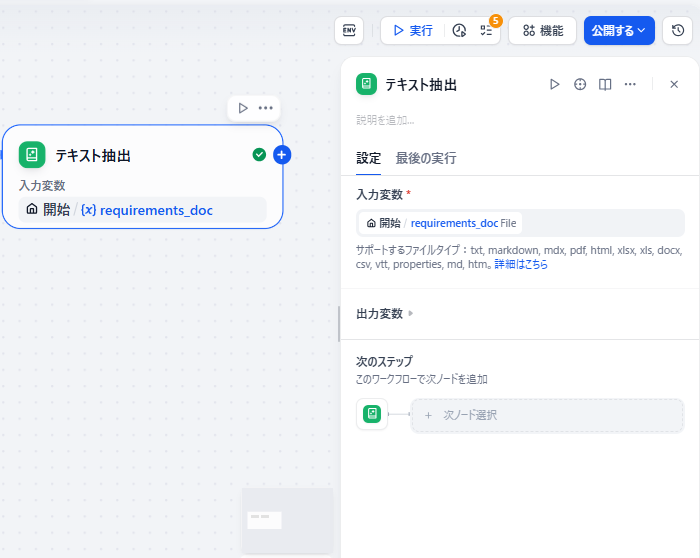 ENV
実行
5
機能
公開する
テキスト抽出
説明を追加...
設定
最後の実行
入力変数 *
開始 / requirements_doc File
サポートするファイルタイプ：txt, markdown, mdx, pdf, html, xlsx, xls, docx,
csv, vtt, properties, md, htm。詳細はこちら
出力変数
次のステップ
このワークフローで次ノードを追加
+ 次ノード選択
テキスト抽出
入力変数
開始 / {x} requirements_doc